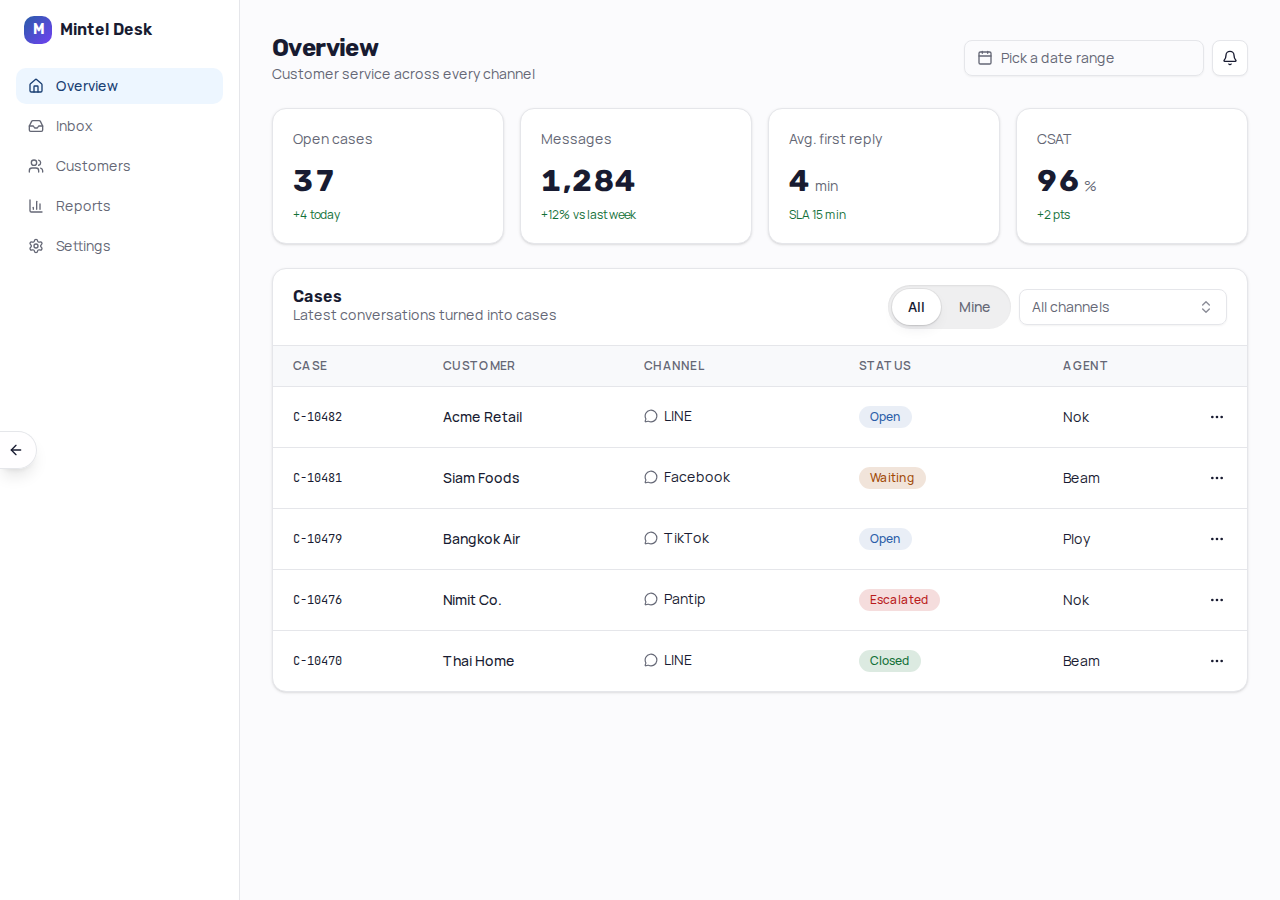 M Mintel Desk
Overview
Inbox
Customers
Reports
Settings
Overview
Customer service across every channel
Pick a date range
Open cases
37
+4 today
Messages
1,284
+12% vs last week
Avg. first reply
4 min
SLA 15 min
CSAT
96 %
+2 pts
Cases
Latest conversations turned into cases
All Mine All channels
CASE CUSTOMER CHANNEL STATUS AGENT
C-10482 Acme Retail LINE Open Nok
C-10481 Siam Foods Facebook Waiting Beam
C-10479 Bangkok Air TikTok Open Ploy
C-10476 Nimit Co. Pantip Escalated Nok
C-10470 Thai Home LINE Closed Beam